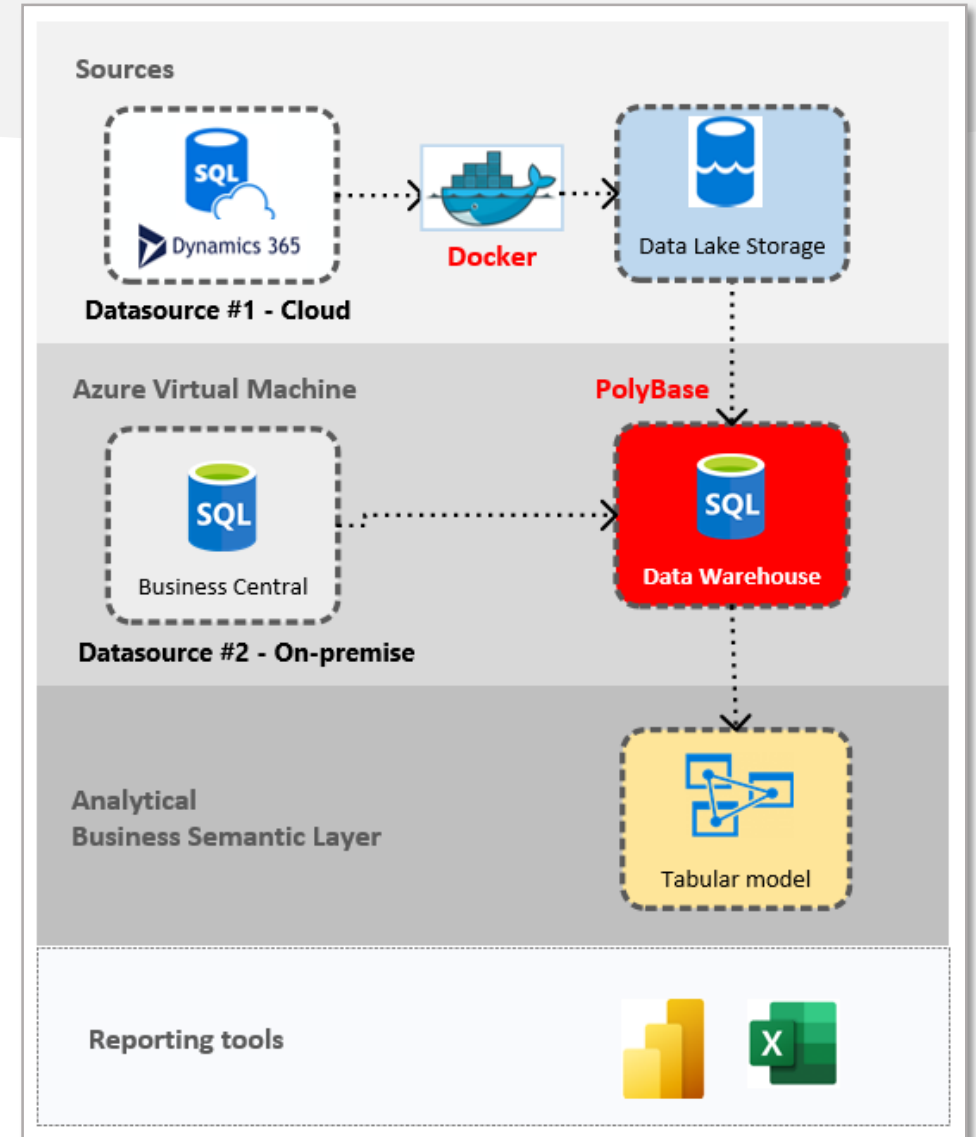 Sources
SQL
Dynamics 365
Docker
Data Lake Storage
Datasource #1 - Cloud
Azure Virtual Machine
PolyBase
SQL
Business Central
SQL
Data Warehouse
Datasource #2 - On-premise
Analytical
Business Semantic Layer
Tabular model
Reporting tools
X